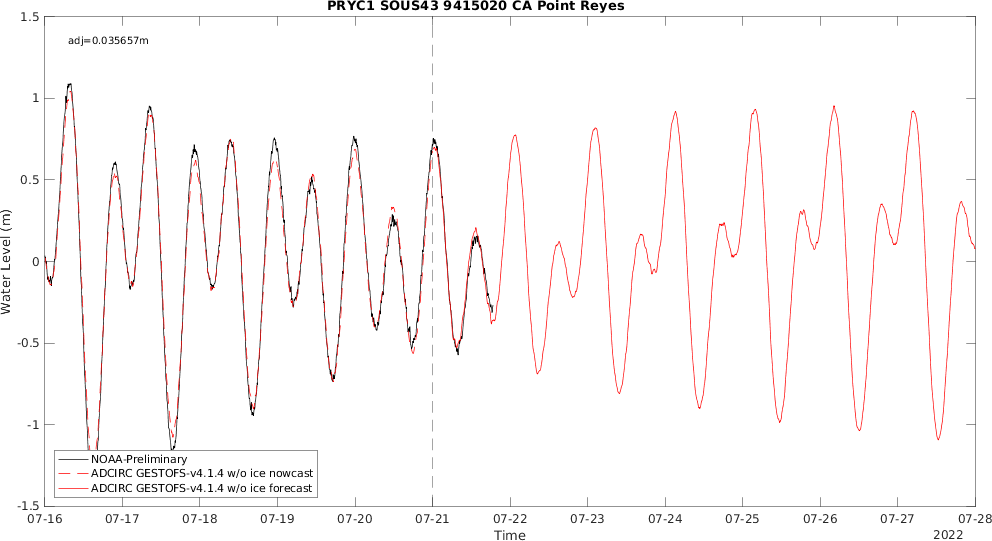 PRYC1 SOUS43 9415020 CA Point Reyes
adj=0.035657m
Water Level (m)
1.5
1
0.5
0
-0.5
-1
-1.5
NOAA-Preliminary
ADCIRC GESTOFS-v4.1.4 w/o ice nowcast
ADCIRC GESTOFS-v4.1.4 w/o ice forecast
07-16 07-17 07-18 07-19 07-20 07-21 07-22 07-23 07-24 07-25 07-26 07-27 07-28
Time
2022